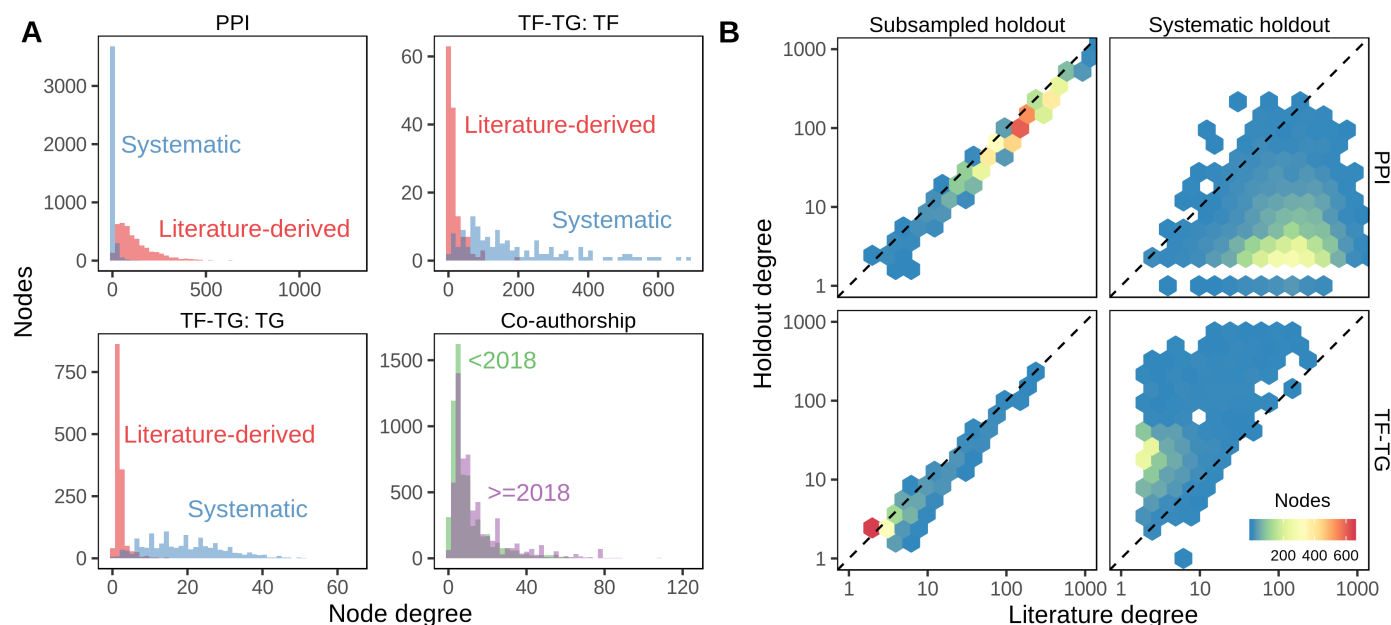 A
PPI
TF-TG: TF
Nodes
3000
2000
1000
0
Systematic
Literature-derived
0
500
1000
60
40
20
0
Literature-derived
Systematic
0
200
400
600
TF-TG: TG
Co-authorship
750
500
250
0
Literature-derived
Systematic
0
20
40
60
1500
1000
500
0
<2018
>=2018
0
40
80
120
Node degree
B
Subsampled holdout
Systematic holdout
Holdout degree
1000
100
10
1
PPI
1000
100
10
1
TF-TG
Nodes
200 400 600
1
10
100
1000
1
10
100
1000
Literature degree